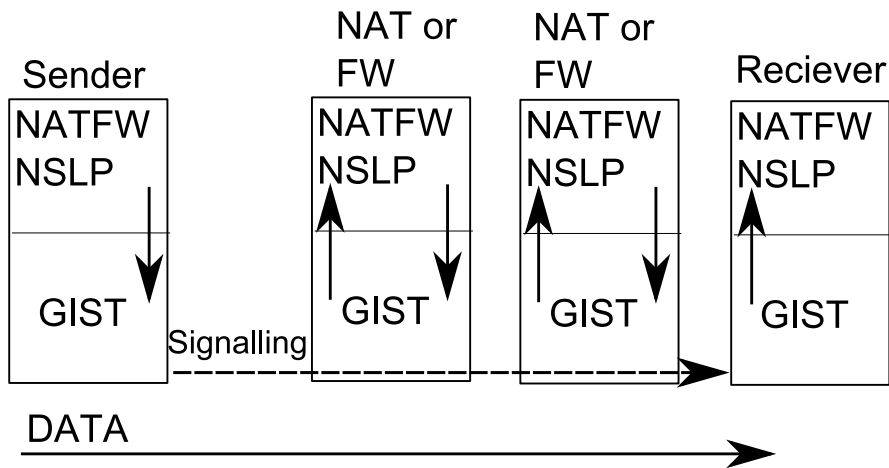 Sender
NATFW
NSLP
GIST
Signalling
NAT or
FW
NATFW
NSLP
GIST
NAT or
FW
NATFW
NSLP
GIST
Reciever
NATFW
NSLP
GIST
DATA